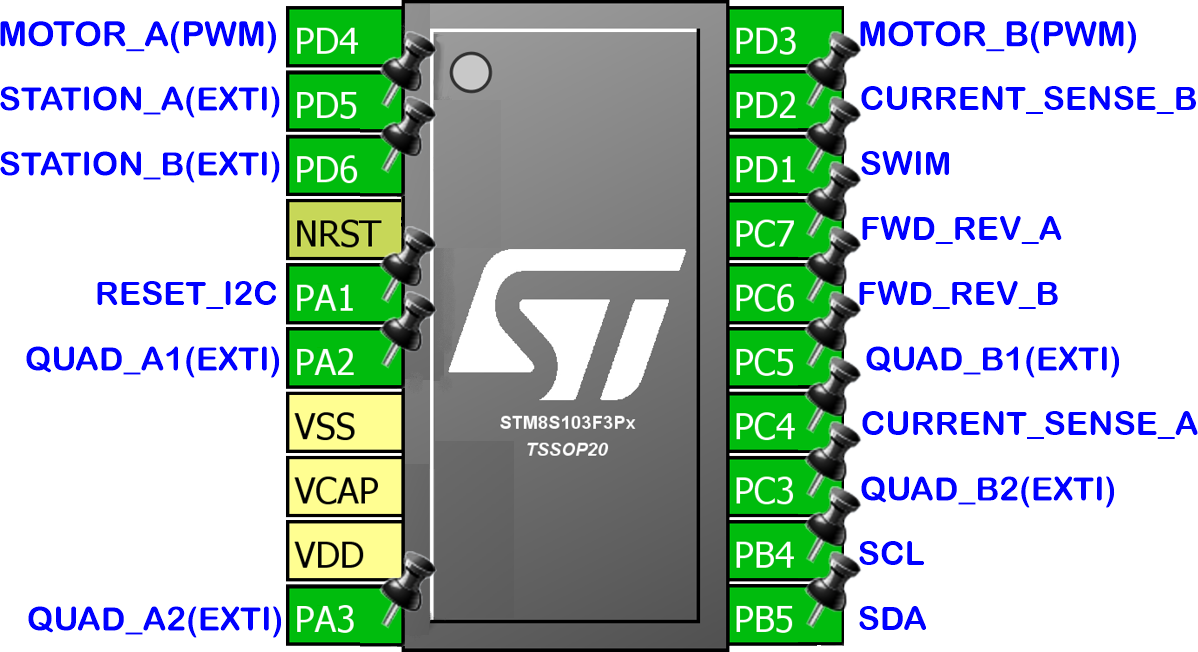 MOTOR_A(PWM) PD4 PD3 MOTOR_B(PWM)
STATION_A(EXTI) PD5 PD2 CURRENT_SENSE_B
STATION_B(EXTI) PD6 PD1 SWIM
NRST PC7 FWD_REV_A
RESET_I2C PA1 PC6 FWD_REV_B
QUAD_A1(EXTI) PA2 PC5 QUAD_B1(EXTI)
VSS PC4 CURRENT_SENSE_A
VCAP PC3 QUAD_B2(EXTI)
VDD PB4 SCL
QUAD_A2(EXTI) PA3 PB5 SDA
ST
STM8S103F3Px
TSSOP20